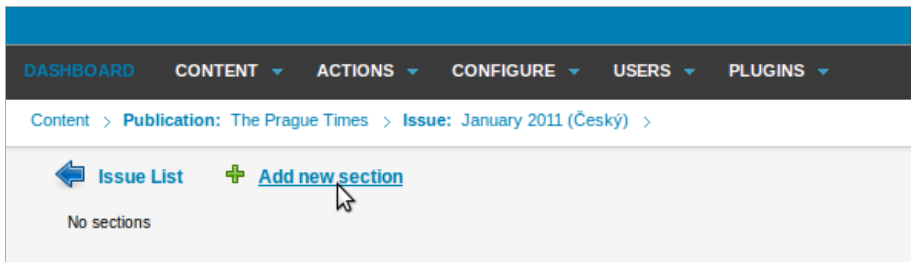 DASHBOARD CONTENT ACTIONS CONFIGURE USERS PLUGINS
Content > Publication: The Prague Times > Issue: January 2011 (Český) >
Issue List Add new section
No sections